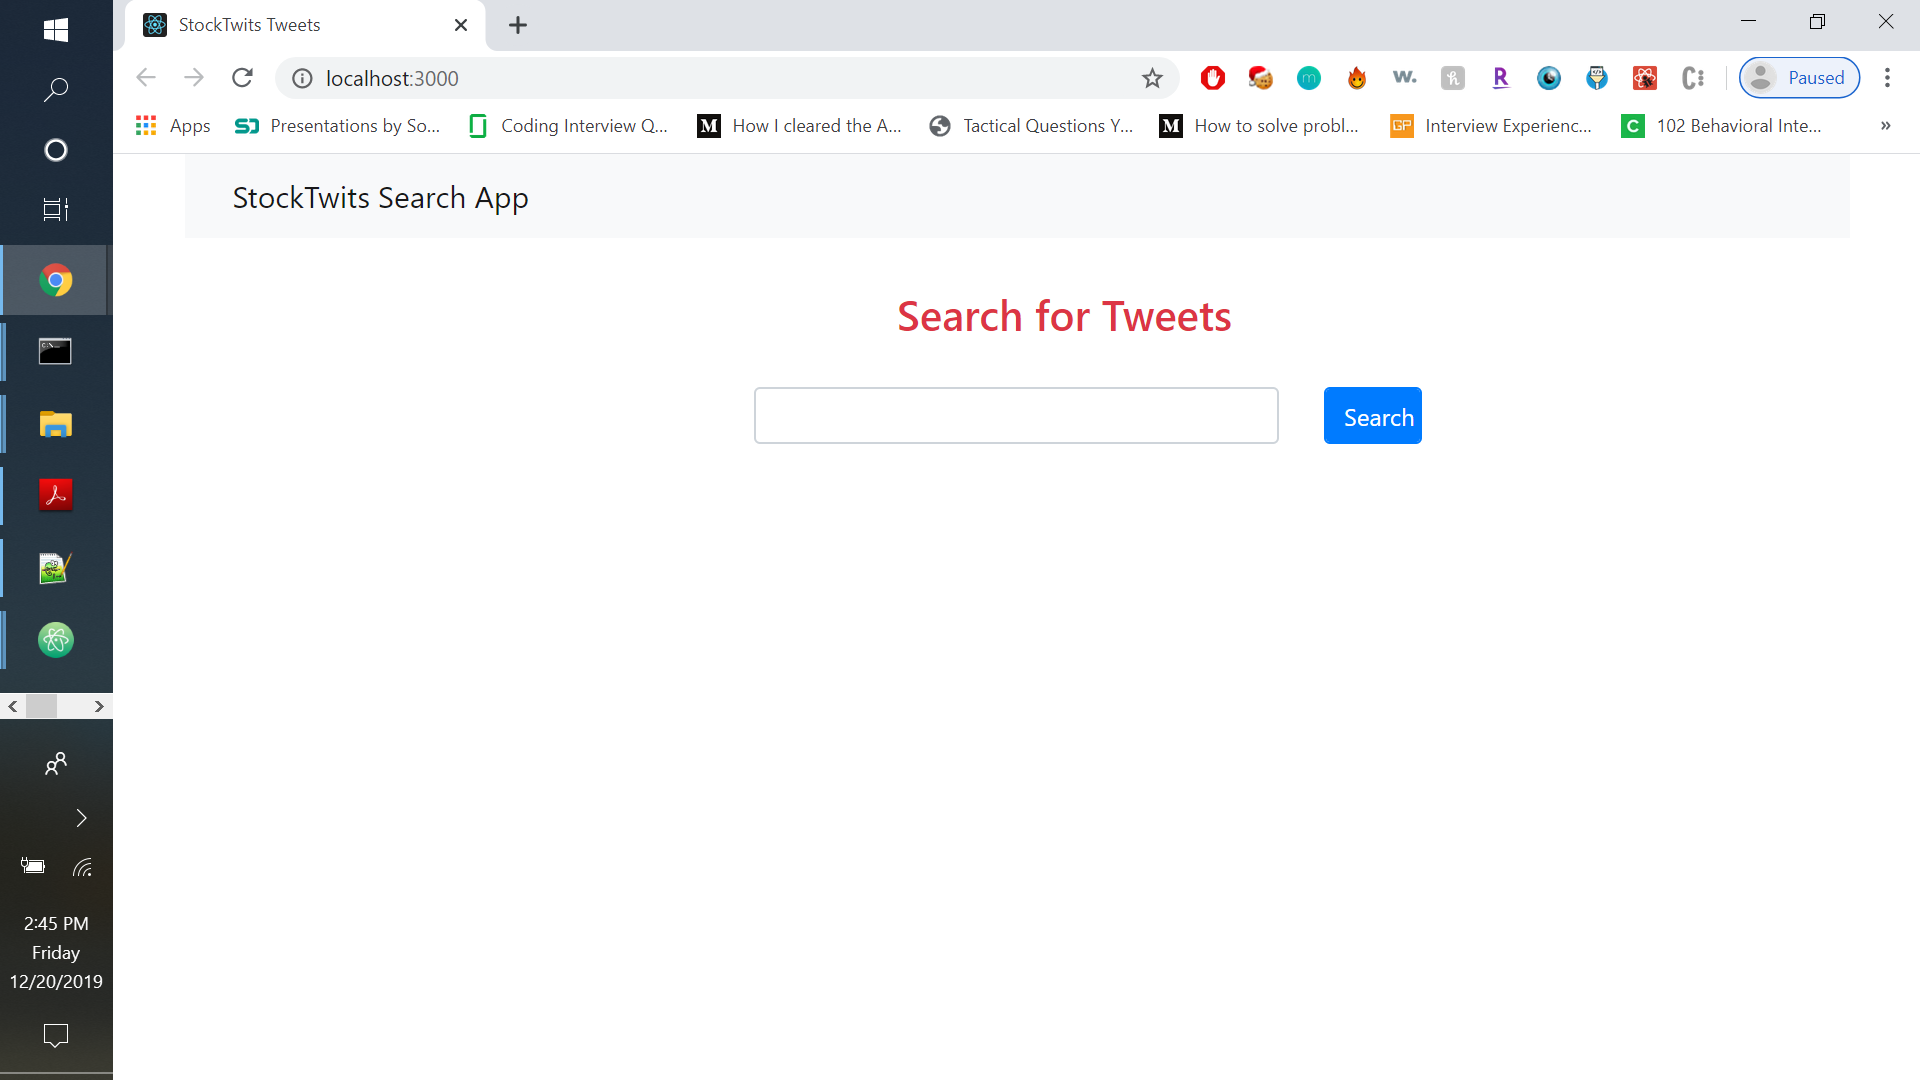 StockTwits Tweets
localhost:3000
Paused
Apps
Presentations by So...
Coding Interview Q...
How I cleared the A...
Tactical Questions Y...
How to solve probl...
Interview Experienc...
102 Behavioral Inte...
StockTwits Search App
Search for Tweets
Search
2:45 PM
Friday
12/20/2019